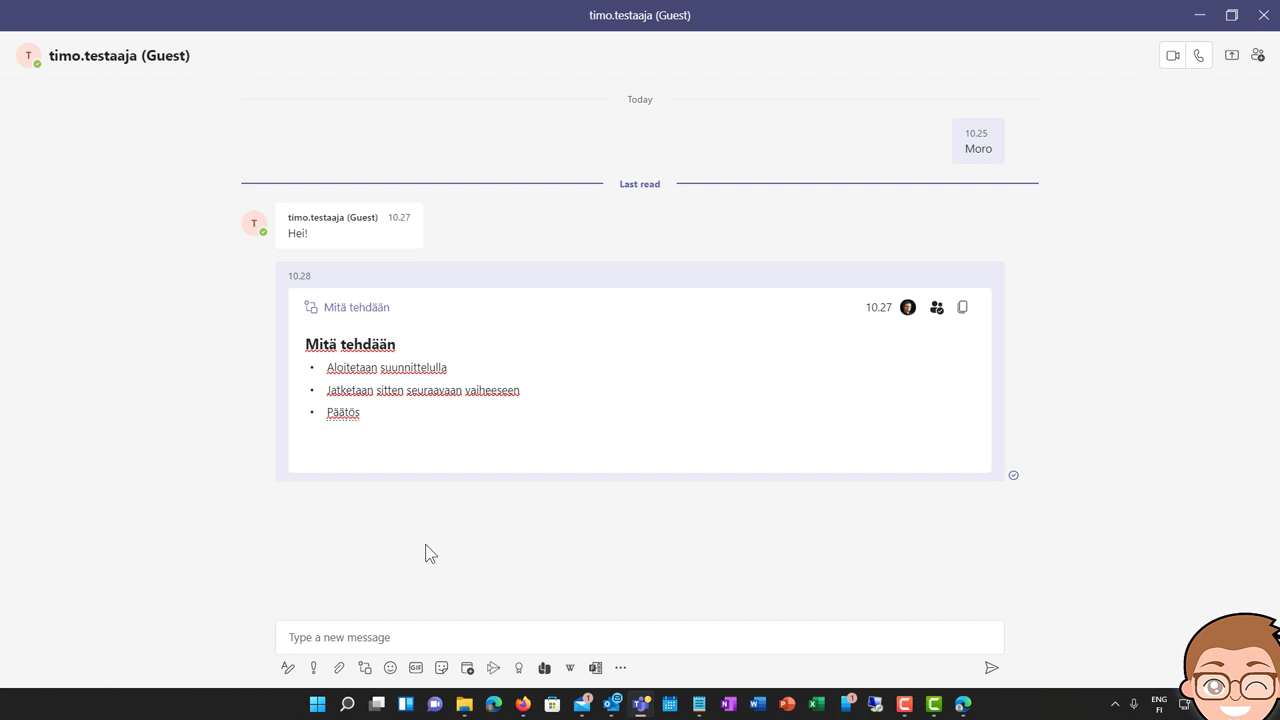 timo.testaaja (Guest)
T
timo.testaaja (Guest)
Today
10.25
Moro
Last read
T
timo.testaaja (Guest) 10.27
Hei!
10.28
Mitä tehdään 10.27
Mitä tehdään
• Aloitetaan suunnittelulla
• Jatketaan sitten seuraavaan vaiheeseen
• Päätös
Type a new message
GIF
ENG
FI